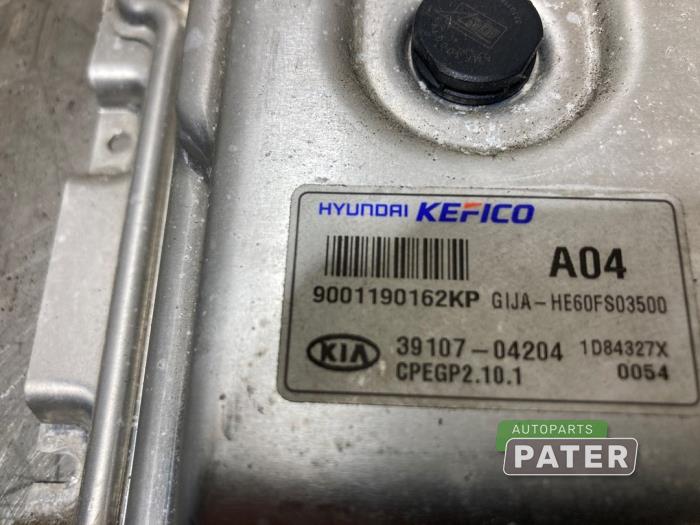 HYUNDAI KEFICO
A04
9001190162KP GIJA-HE60FS03500
KIA 39107-04204 1D84327X
CPEGP2.10.1 0054
AUTOPARTS
PATER